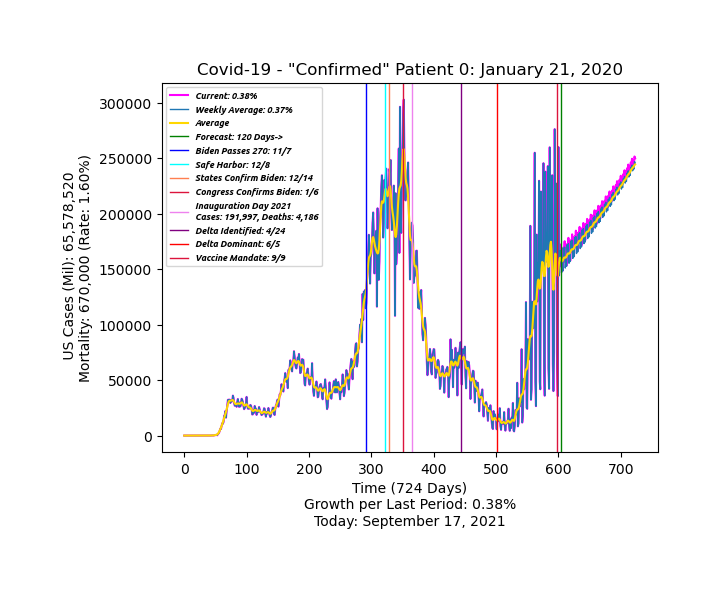 Covid-19 - "Confirmed" Patient 0: January 21, 2020
Current: 0.38%
Weekly Average: 0.37%
Average
Forecast: 120 Days->
Biden Passes 270: 11/7
Safe Harbor: 12/8
States Confirm Biden: 12/14
Congress Confirms Biden: 1/6
Inauguration Day 2021
Cases: 191,997, Deaths: 4,186
Delta Identified: 4/24
Delta Dominant: 6/5
Vaccine Mandate: 9/9
US Cases (Mil): 65,578,520
Mortality: 670,000 (Rate: 1.60%)
300000
250000
200000
150000
100000
50000
0
0 100 200 300 400 500 600 700
Time (724 Days)
Growth per Last Period: 0.38%
Today: September 17, 2021